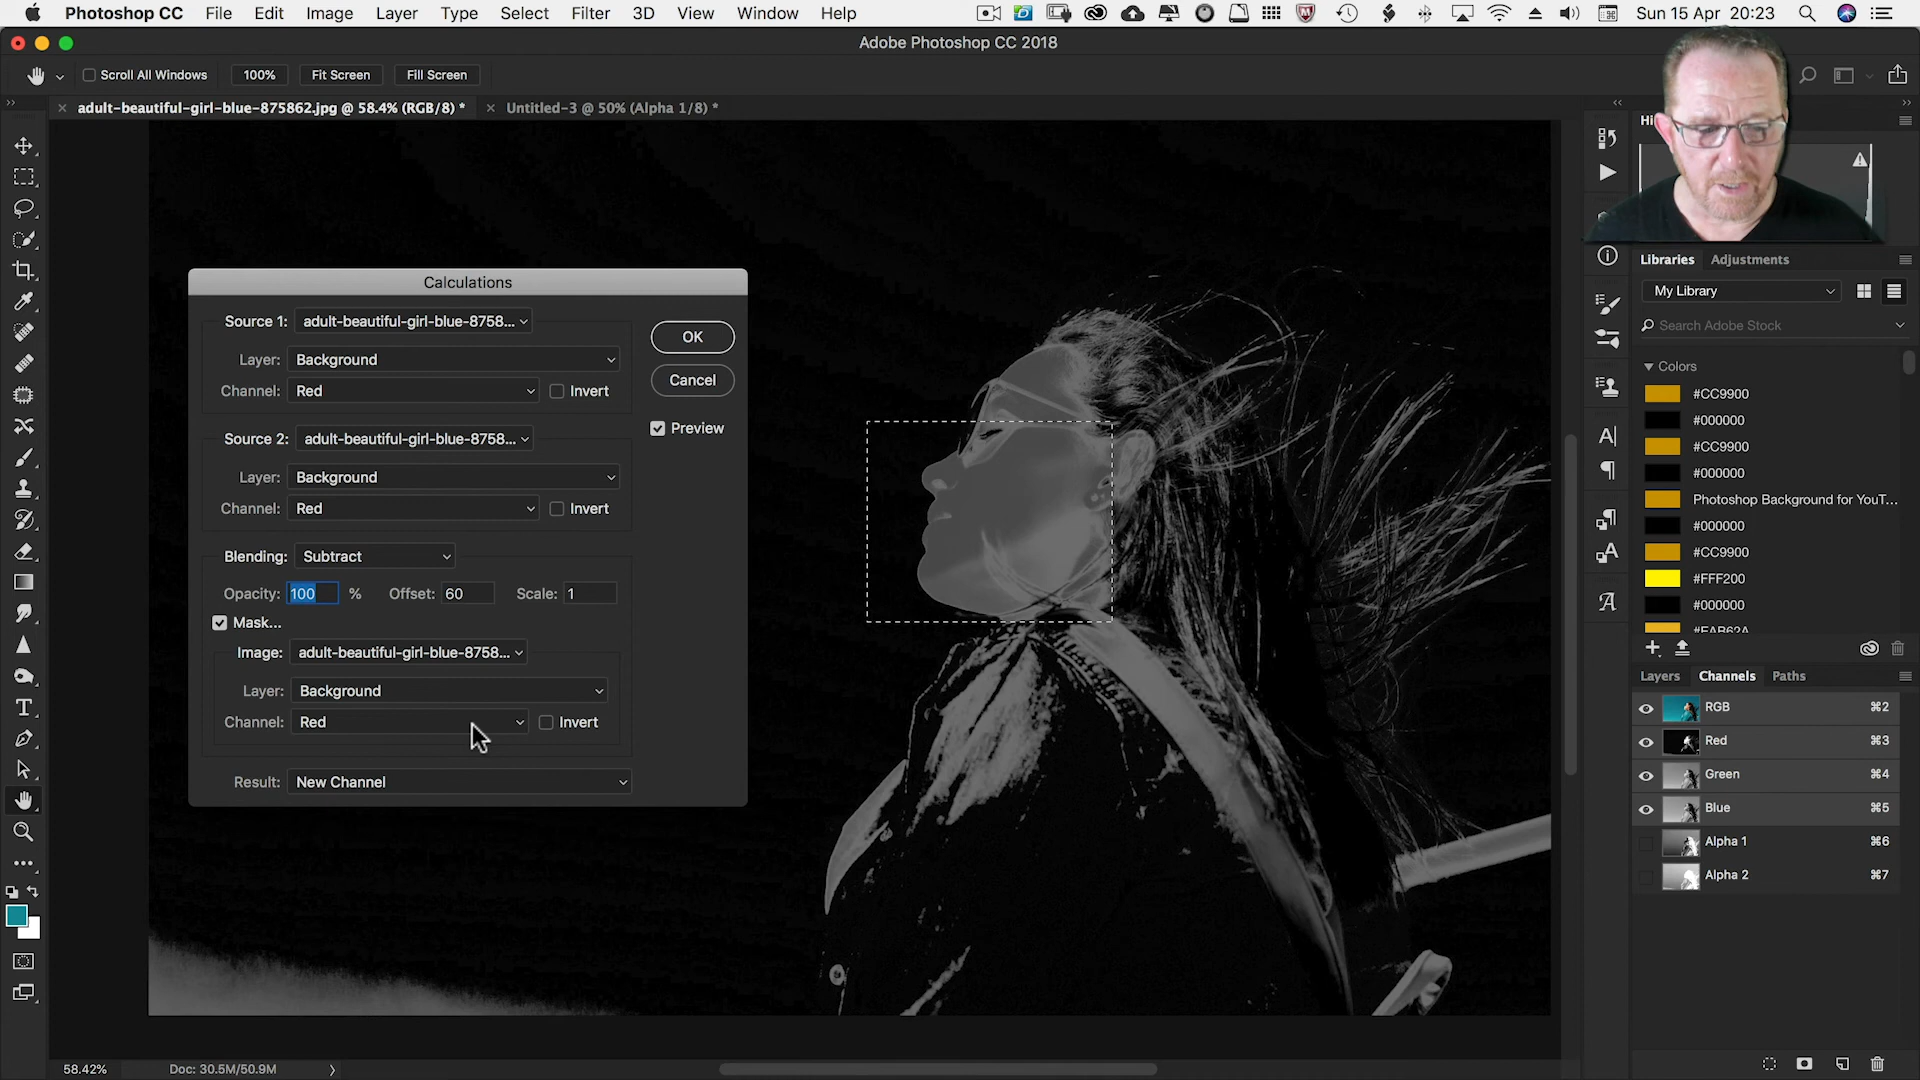 Photoshop CC File Edit Image Layer Type Select Filter 3D View Window Help Sun 15 Apr 20:23
Adobe Photoshop CC 2018
Scroll All Windows 100% Fit Screen Fill Screen
adult-beautiful-girl-blue-875862.jpg @ 58.4% (RGB/8) * Untitled-3 @ 50% (Alpha 1/8) *
Calculations
Source 1: adult-beautiful-girl-blue-8758...
Layer: Background
Channel: Red Invert
Source 2: adult-beautiful-girl-blue-8758...
Layer: Background
Channel: Red Invert
Blending: Subtract
Opacity: 100 % Offset: 60 Scale: 1
Mask...
Image: adult-beautiful-girl-blue-8758...
Layer: Background
Channel: Red Invert
Result: New Channel
OK
Cancel
Preview
Libraries Adjustments
My Library
Search Adobe Stock
Colors
#CC9900
#000000
#CC9900
#000000
Photoshop Background for YouT...
#000000
#CC9900
#FFF200
#000000
#EAB62A
Layers Channels Paths
RGB ⌘2
Red ⌘3
Green ⌘4
Blue ⌘5
Alpha 1 ⌘6
Alpha 2 ⌘7
58.42% Doc: 30.5M/50.9M